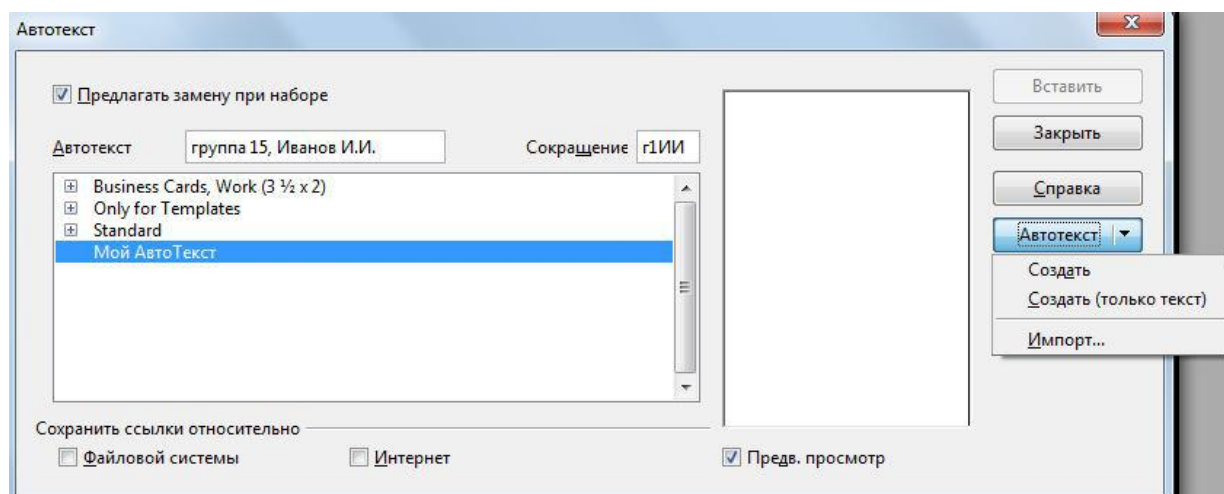 Автотекст
Предлагать замену при наборе
Вставить
Автотекст группа 15, Иванов И.И. Сокращение г1ИИ
Закрыть
Business Cards, Work (3 ½ x 2)
Only for Templates
Standard
Мой АвтоТекст
Справка
Автотекст
Создать
Создать (только текст)
Импорт...
Сохранить ссылки относительно
Файловой системы Интернет Предв. просмотр